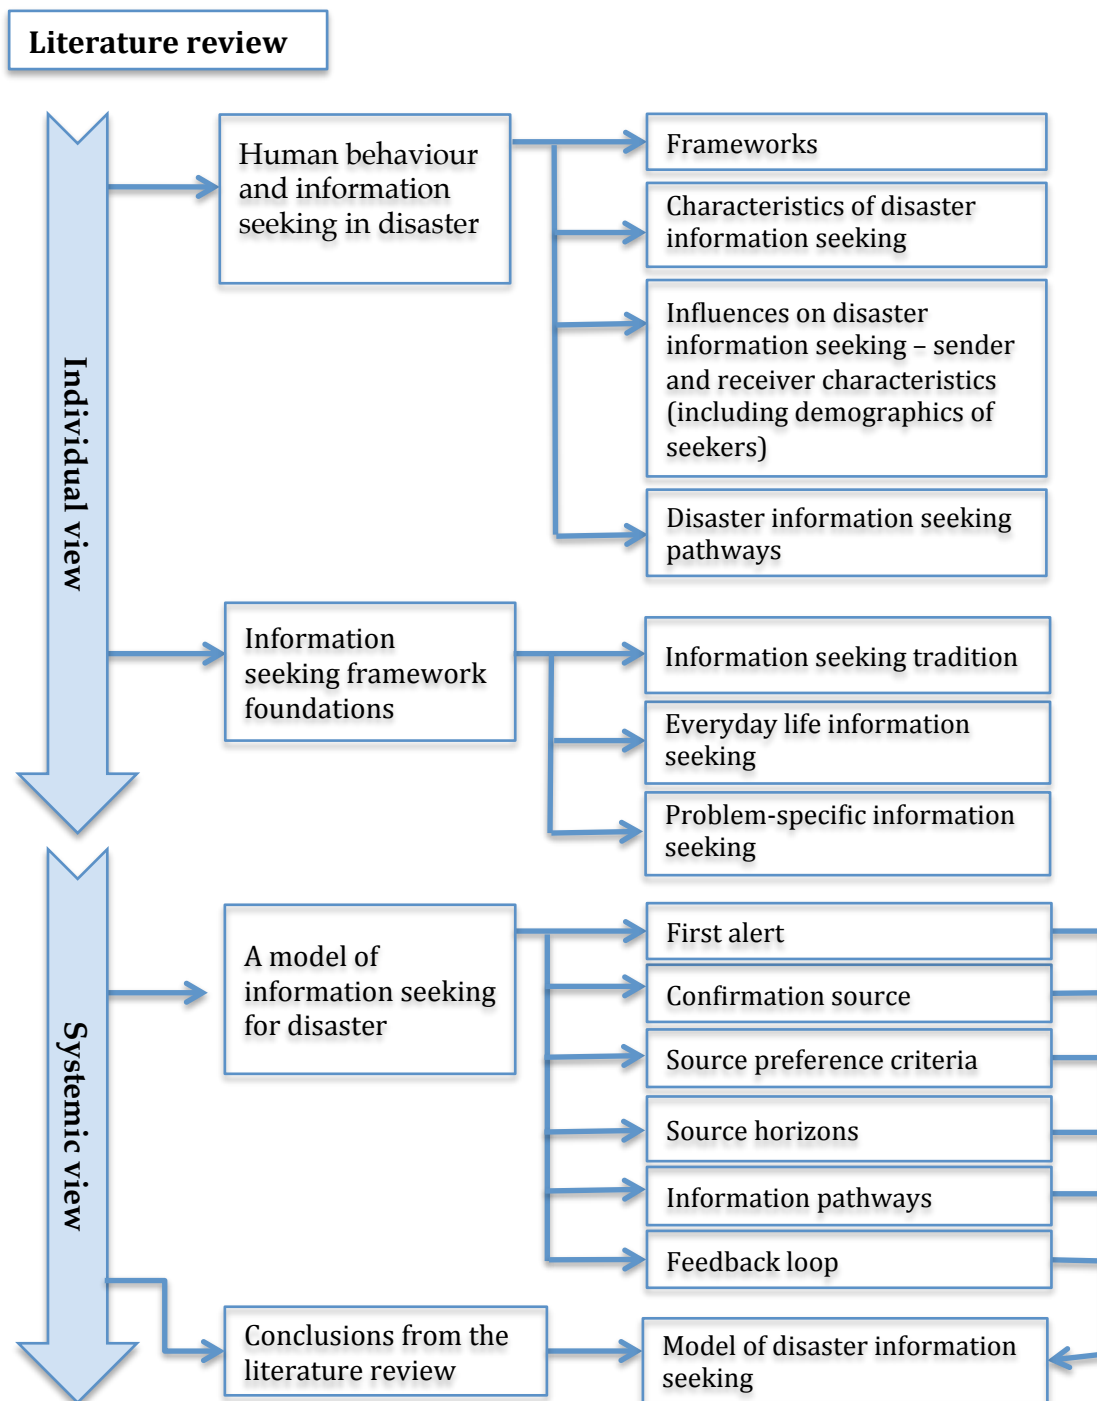 Literature review
Individual view
Human behaviour
and information
seeking in disaster
Frameworks
Characteristics of disaster
information seeking
Influences on disaster
information seeking – sender
and receiver characteristics
(including demographics of
seekers)
Disaster information seeking
pathways
Information
seeking framework
foundations
Information seeking tradition
Everyday life information
seeking
Problem-specific information
seeking
Systemic view
A model of
information seeking
for disaster
First alert
Confirmation source
Source preference criteria
Source horizons
Information pathways
Feedback loop
Conclusions from the
literature review
Model of disaster information
seeking